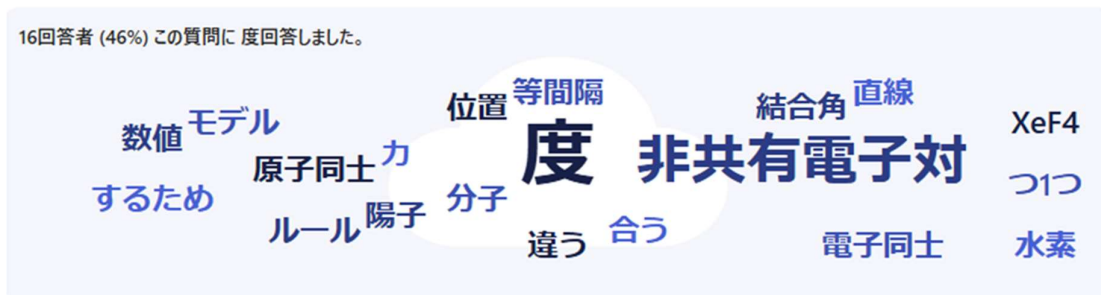 16回答者 (46%) この質問に 度回答しました。
位置 等間隔 結合角 直線
数値 モデル 度 非共有電子対 XeF4
原子同士 力
するため 分子 つ1つ
ルール 陽子
違う 合う 電子同士 水素